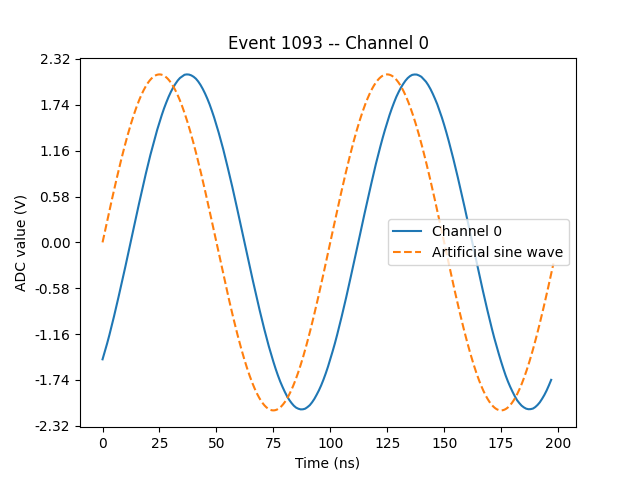 Event 1093 -- Channel 0
2.32
1.74
1.16
0.58
0.00
-0.58
-1.16
-1.74
-2.32
ADC value (V)
Channel 0
Artificial sine wave
0 25 50 75 100 125 150 175 200
Time (ns)